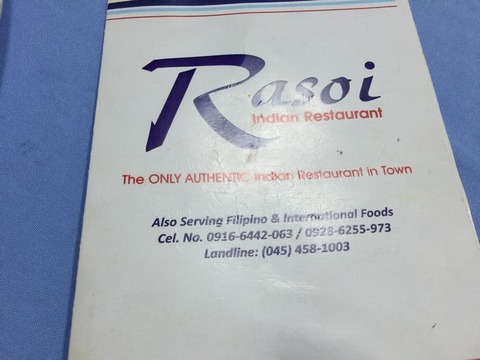 Rasoi
Indian Restaurant
The ONLY AUTHENTIC Indian Restaurant in Town
Also Serving Filipino & International Foods
Cel. No. 0916-6442-063 / 0928-6255-973
Landline: (045) 458-1003